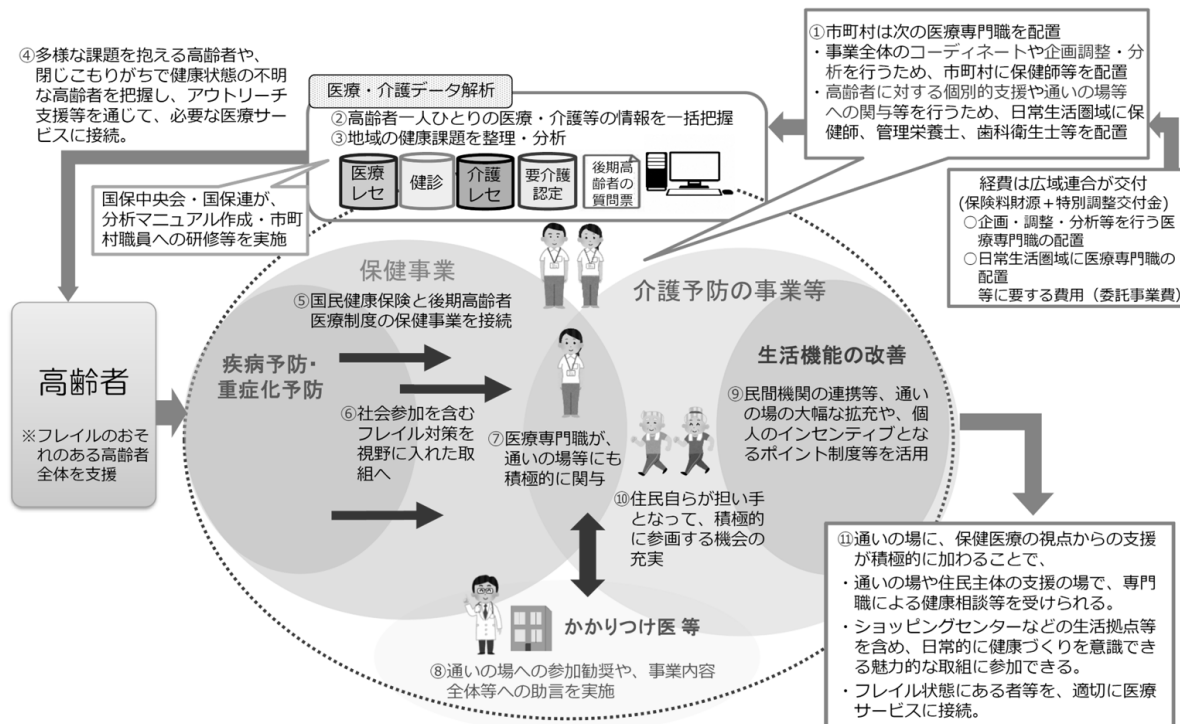 ④多様な課題を抱える高齢者や、
閉じこもりがちで健康状態の不明
な高齢者を把握し、アウトリーチ
支援等を通じて、必要な医療サー
ビスに接続。
医療・介護データ解析
②高齢者一人ひとりの医療・介護等の情報を一括把握
③地域の健康課題を整理・分析
医療
レセ
健診
介護
レセ
要介護
認定
後期高
齢者の
質問票
①市町村は次の医療専門職を配置
・事業全体のコーディネートや企画調整・分
析を行うため、市町村に保健師等を配置
・高齢者に対する個別的支援や通いの場等
への関与等を行うため、日常生活圏域に保
健師、管理栄養士、歯科衛生士等を配置
経費は広域連合が交付
(保険料財源＋特別調整交付金)
○企画・調整・分析等を行う医
療専門職の配置
○日常生活圏域に医療専門職の
配置
等に要する費用（委託事業費）
国保中央会・国保連が、
分析マニュアル作成・市町
村職員への研修等を実施
高齢者
※フレイルのおそ
れのある高齢者
全体を支援
保健事業
⑤国民健康保険と後期高齢者
医療制度の保健事業を接続
疾病予防・
重症化予防
⑥社会参加を含む
フレイル対策を
視野に入れた取
組へ
⑦医療専門職が、
通いの場等にも
積極的に関与
介護予防の事業等
生活機能の改善
⑨民間機関の連携等、通い
の場の大幅な拡充や、個
人のインセンティブとな
るポイント制度等を活用
⑩住民自らが担い手
となって、積極的
に参画する機会の
充実
かかりつけ医 等
⑧通いの場への参加勧奨や、事業内容
全体等への助言を実施
⑪通いの場に、保健医療の視点からの支援
が積極的に加わることで、
・通いの場や住民主体の支援の場で、専門
職による健康相談等を受けられる。
・ショッピングセンターなどの生活拠点等
を含め、日常的に健康づくりを意識でき
る魅力的な取組に参加できる。
・フレイル状態にある者等を、適切に医療
サービスに接続。